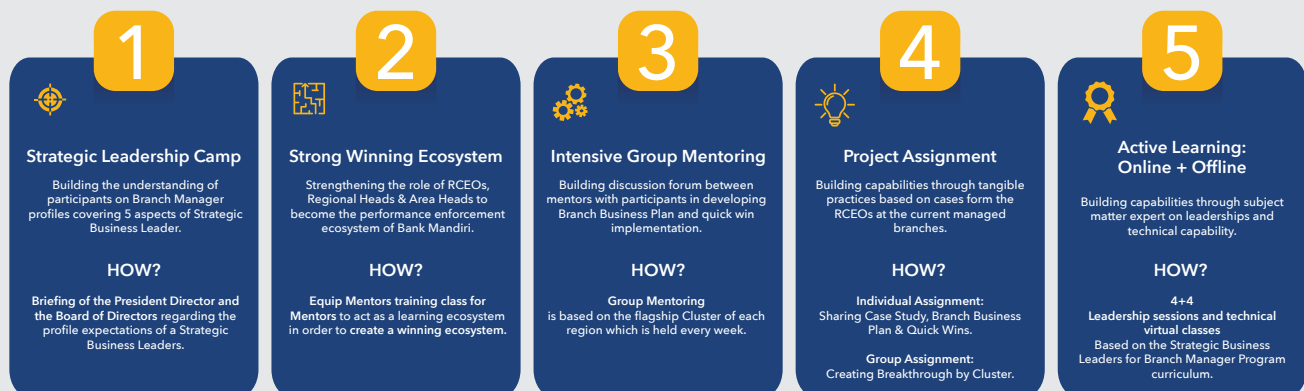 1
Strategic Leadership Camp
Building the understanding of
participants on Branch Manager
profiles covering 5 aspects of Strategic
Business Leader.
HOW?
Briefing of the President Director and
the Board of Directors regarding the
profile expectations of a Strategic
Business Leaders.
2
Strong Winning Ecosystem
Strengthening the role of RCEOs,
Regional Heads & Area Heads to
become the performance enforcement
ecosystem of Bank Mandiri.
HOW?
Equip Mentors training class for
Mentors to act as a learning ecosystem
in order to create a winning ecosystem.
3
Intensive Group Mentoring
Building discussion forum between
mentors with participants in developing
Branch Business Plan and quick win
implementation.
HOW?
Group Mentoring
is based on the flagship Cluster of each
region which is held every week.
4
Project Assignment
Building capabilities through tangible
practices based on cases form the
RCEOs at the current managed
branches.
HOW?
Individual Assignment:
Sharing Case Study, Branch Business
Plan & Quick Wins.
Group Assignment:
Creating Breakthrough by Cluster.
5
Active Learning:
Online + Offline
Building capabilities through subject
matter expert on leaderships and
technical capability.
HOW?
4+4
Leadership sessions and technical
virtual classes
Based on the Strategic Business
Leaders for Branch Manager Program
curriculum.